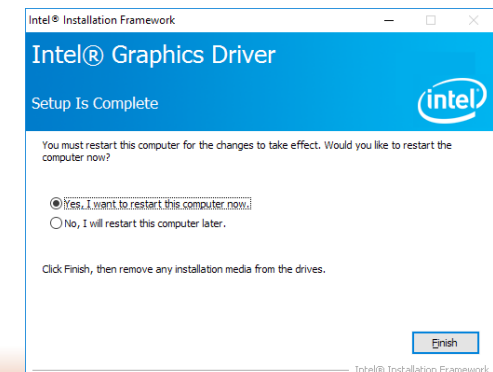 Intel® Installation Framework
Intel® Graphics Driver
Setup Is Complete
intel
You must restart this computer for the changes to take effect. Would you like to restart the
computer now?
Yes, I want to restart this computer now.
No, I will restart this computer later.
Click Finish, then remove any installation media from the drives.
Finish
Intel® Installation Framework